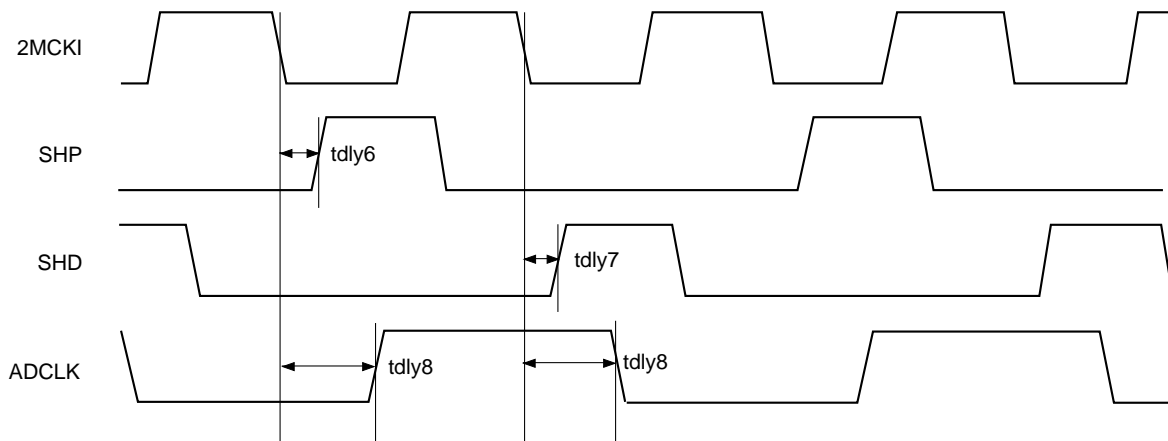 2MCKI
SHP
tdly6
SHD
tdly7
ADCLK
tdly8
tdly8